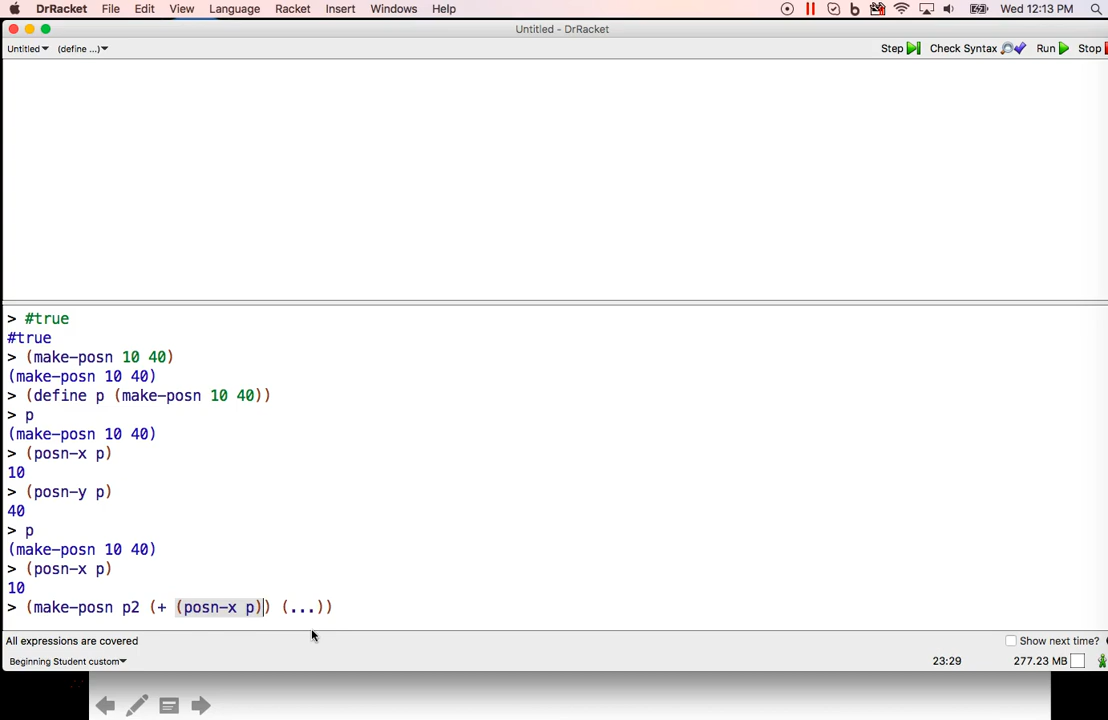 DrRacket File Edit View Language Racket Insert Windows Help Wed 12:13 PM
Untitled - DrRacket
Untitled (define ...) Step Check Syntax Run Stop
> #true
#true
> (make-posn 10 40)
(make-posn 10 40)
> (define p (make-posn 10 40))
> p
(make-posn 10 40)
> (posn-x p)
10
> (posn-y p)
40
> p
(make-posn 10 40)
> (posn-x p)
10
> (make-posn p2 (+ (posn-x p)) (...))
All expressions are covered Show next time?
Beginning Student custom 23:29 277.23 MB